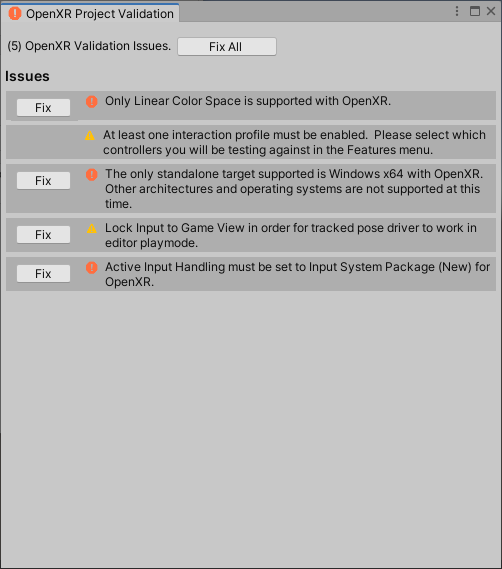 OpenXR Project Validation
(5) OpenXR Validation Issues. Fix All
Issues
Fix Only Linear Color Space is supported with OpenXR.
At least one interaction profile must be enabled.  Please select which
controllers you will be testing against in the Features menu.
Fix The only standalone target supported is Windows x64 with OpenXR.
Other architectures and operating systems are not supported at this
time.
Fix Lock Input to Game View in order for tracked pose driver to work in
editor playmode.
Fix Active Input Handling must be set to Input System Package (New) for
OpenXR.